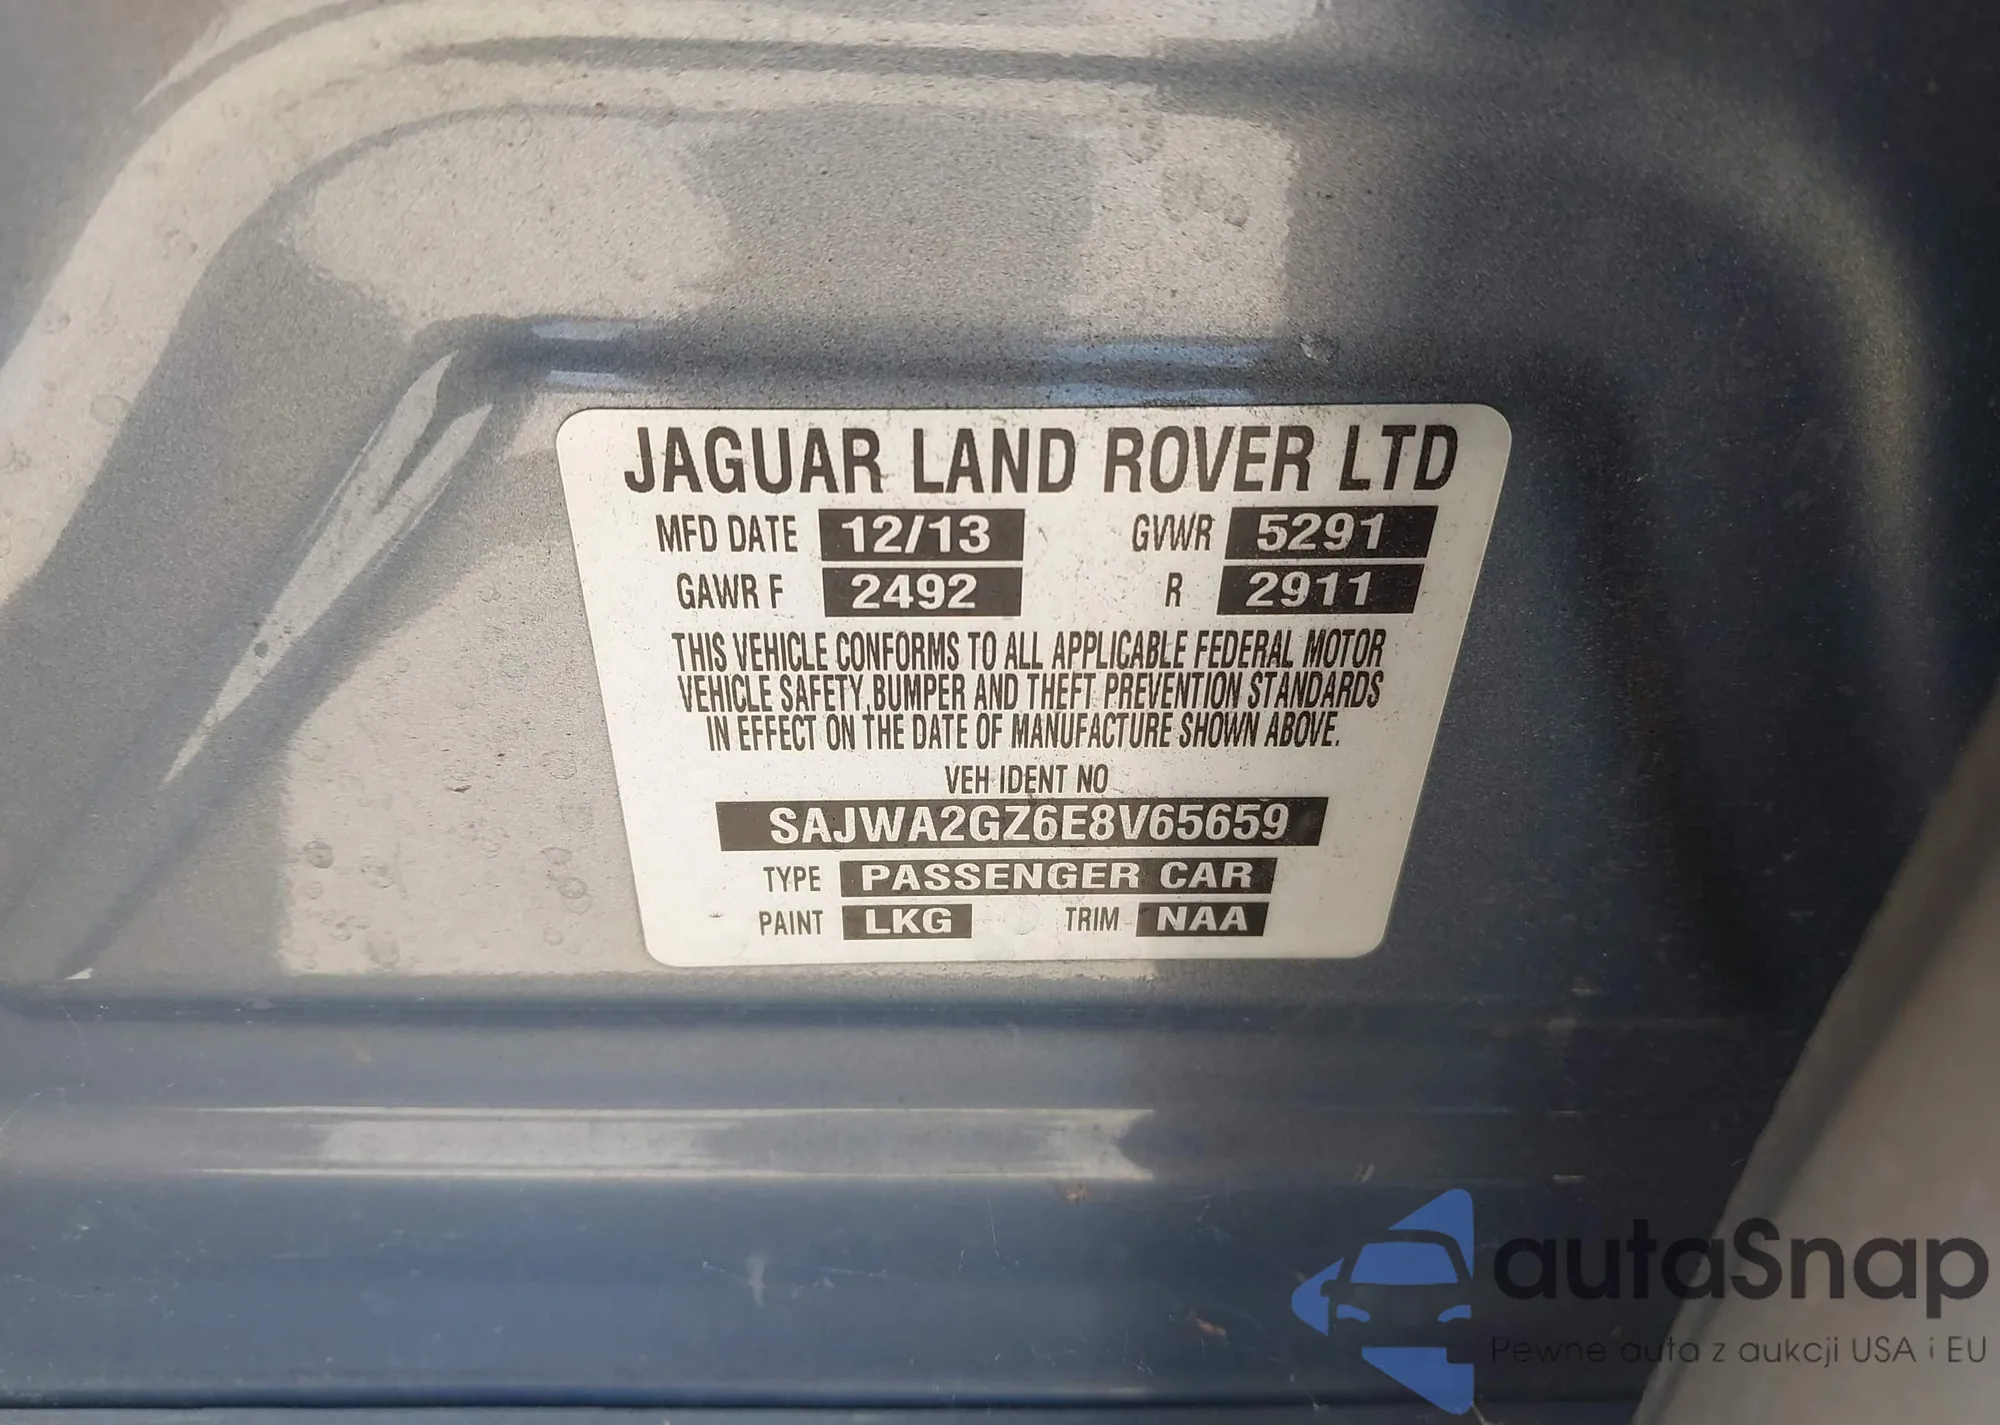 JAGUAR LAND ROVER LTD
MFD DATE 12/13 GVWR 5291
GAWR F 2492 R 2911
THIS VEHICLE CONFORMS TO ALL APPLICABLE FEDERAL MOTOR
VEHICLE SAFETY, BUMPER AND THEFT PREVENTION STANDARDS
IN EFFECT ON THE DATE OF MANUFACTURE SHOWN ABOVE.
VEH IDENT NO
SAJWA2GZ6E8V65659
TYPE PASSENGER CAR
PAINT LKG TRIM NAA
autaSnap
Pewne auta z aukcji USA i EU